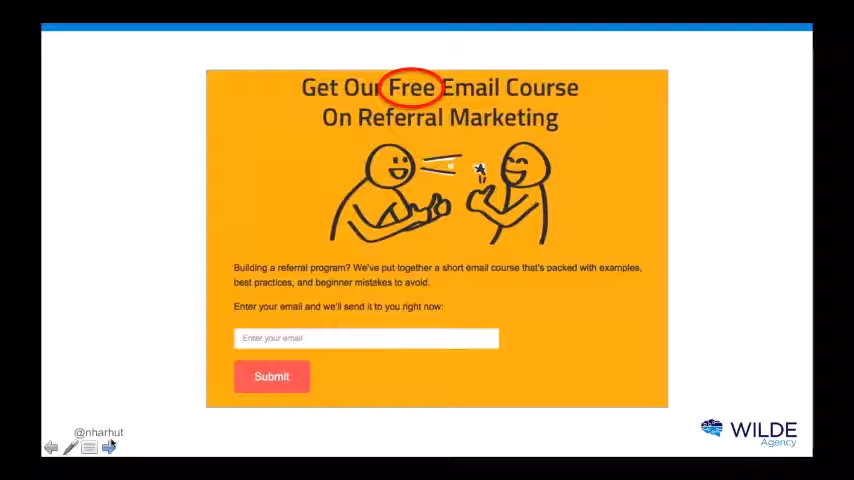 Get Our Free Email Course
On Referral Marketing
Building a referral program? We've put together a short email course that's packed with examples,
best practices, and beginner mistakes to avoid.
Enter your email and we'll send it to you right now:
Enter your email
Submit
@nharhut
WILDE
Agency